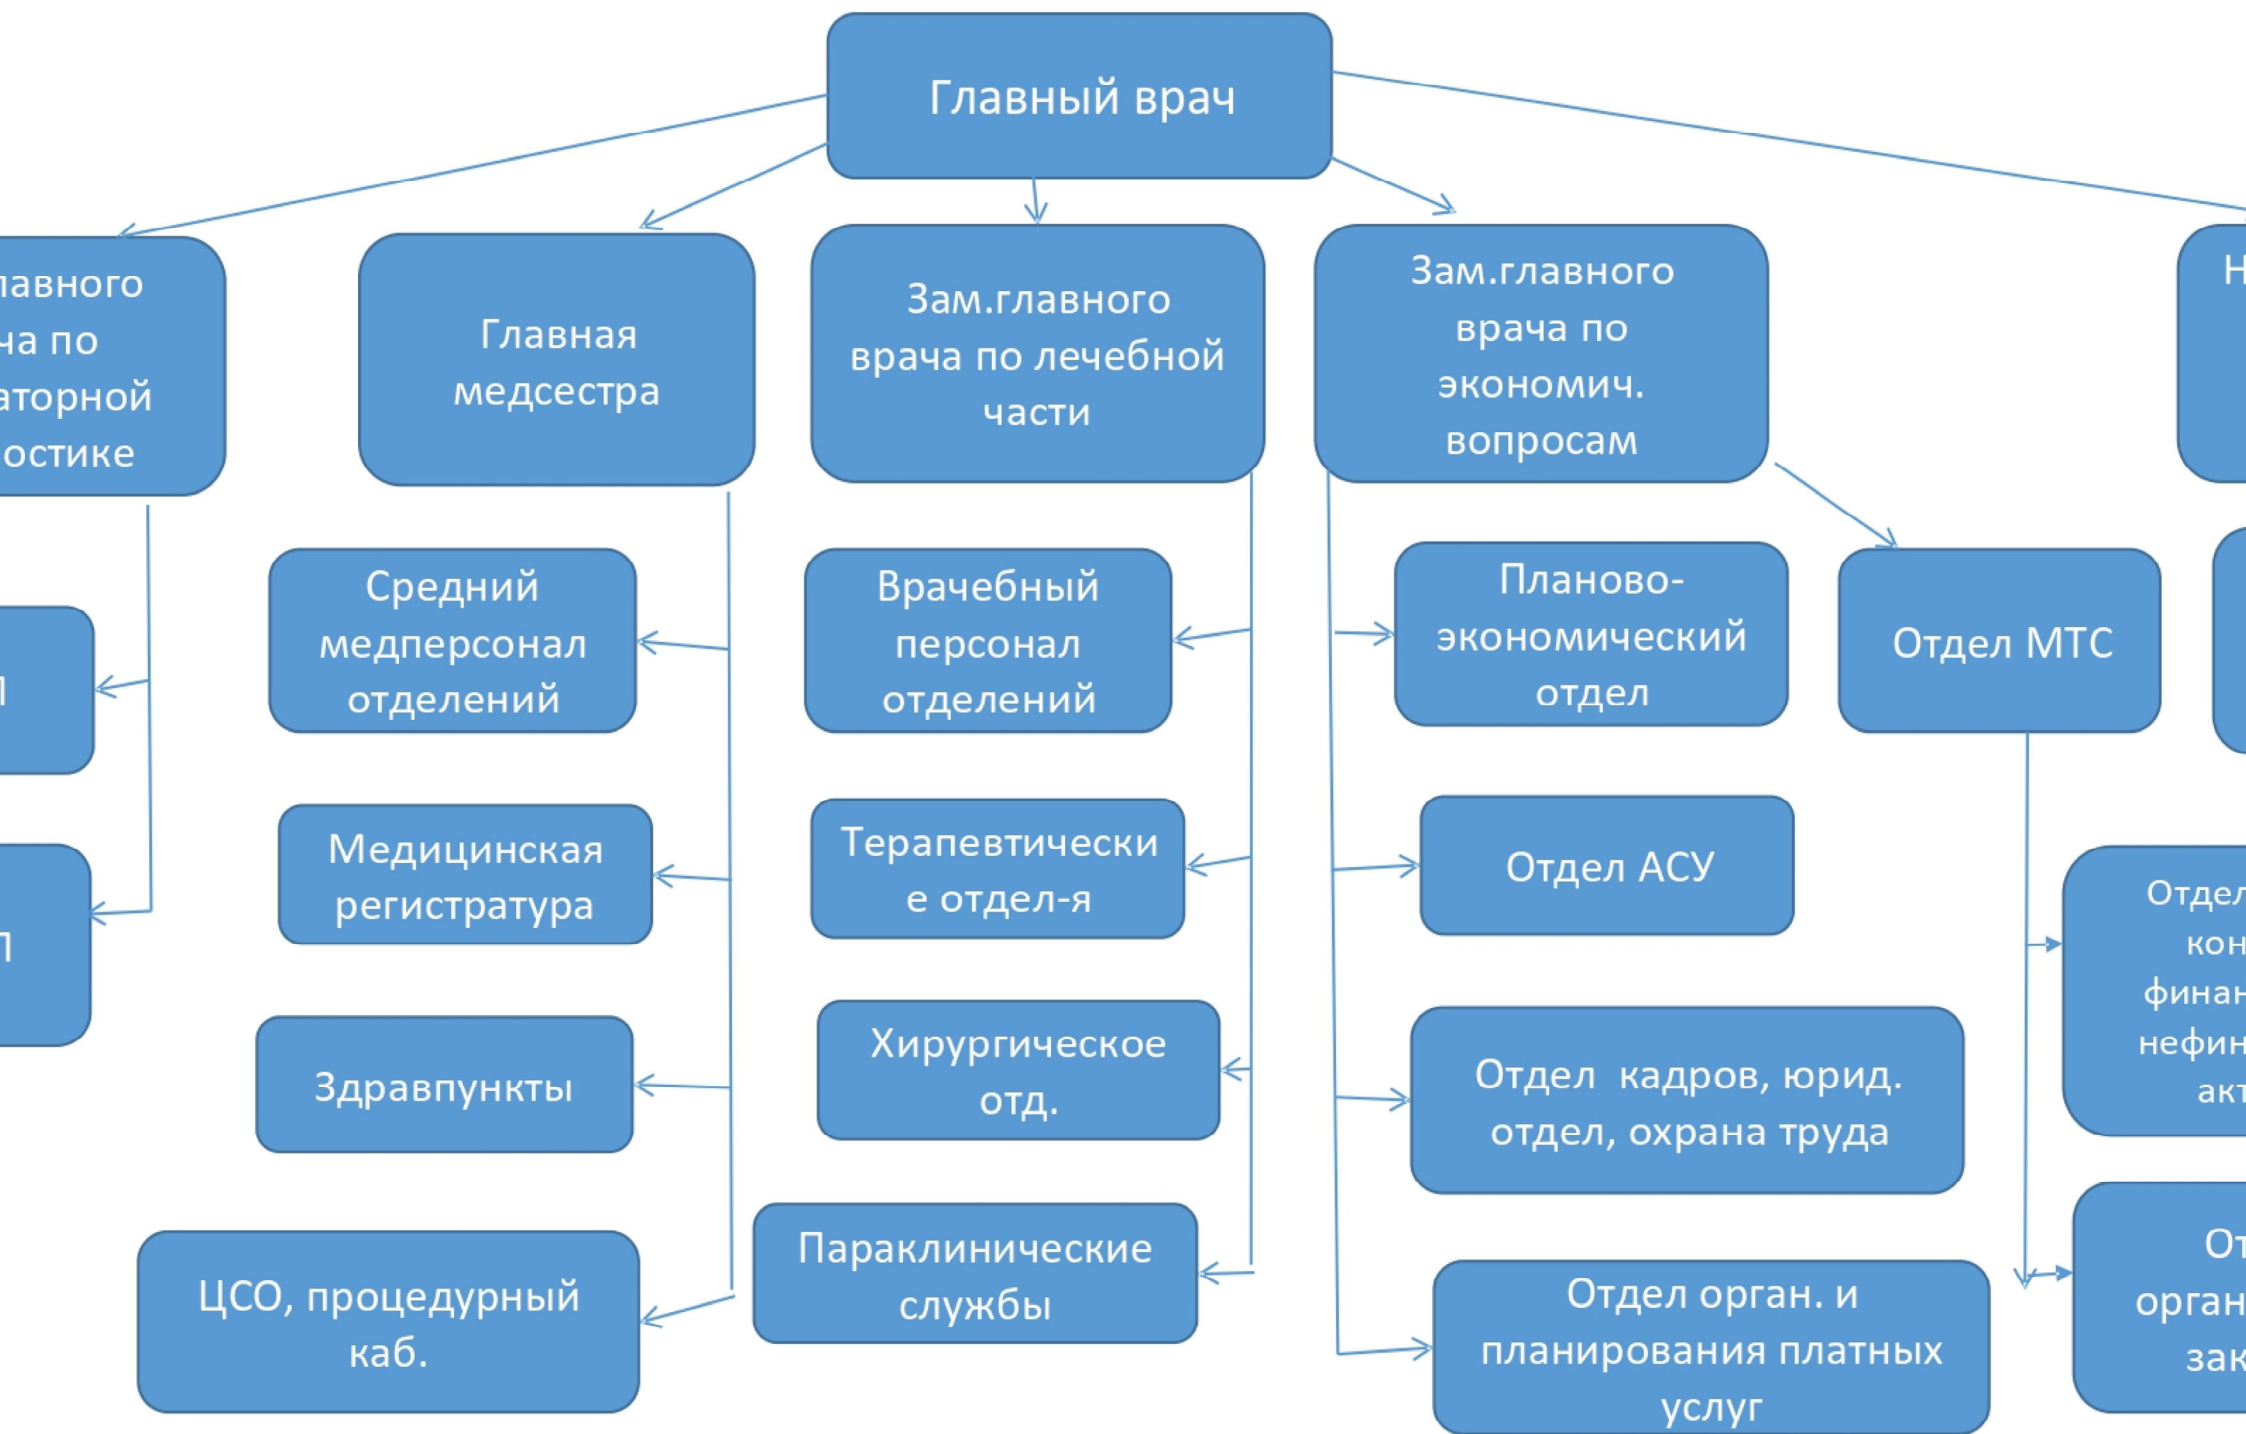 Главный врач
по
Главная
медсестра
Зам.главного
врача по лечебной
части
Зам.главного
врача по
экономич.
вопросам
Средний
медперсонал
отделений
Медицинская
регистратура
Здравпункты
ЦСО, процедурный
каб.
Врачебный
персонал
отделений
Терапевтически
е отдел-я
Хирургическое
отд.
Параклинические
службы
Планово-
экономический
отдел
Отдел АСУ
Отдел кадров, юрид.
отдел, охрана труда
Отдел орган. и
планирования платных
услуг
Отдел МТС
Отдел